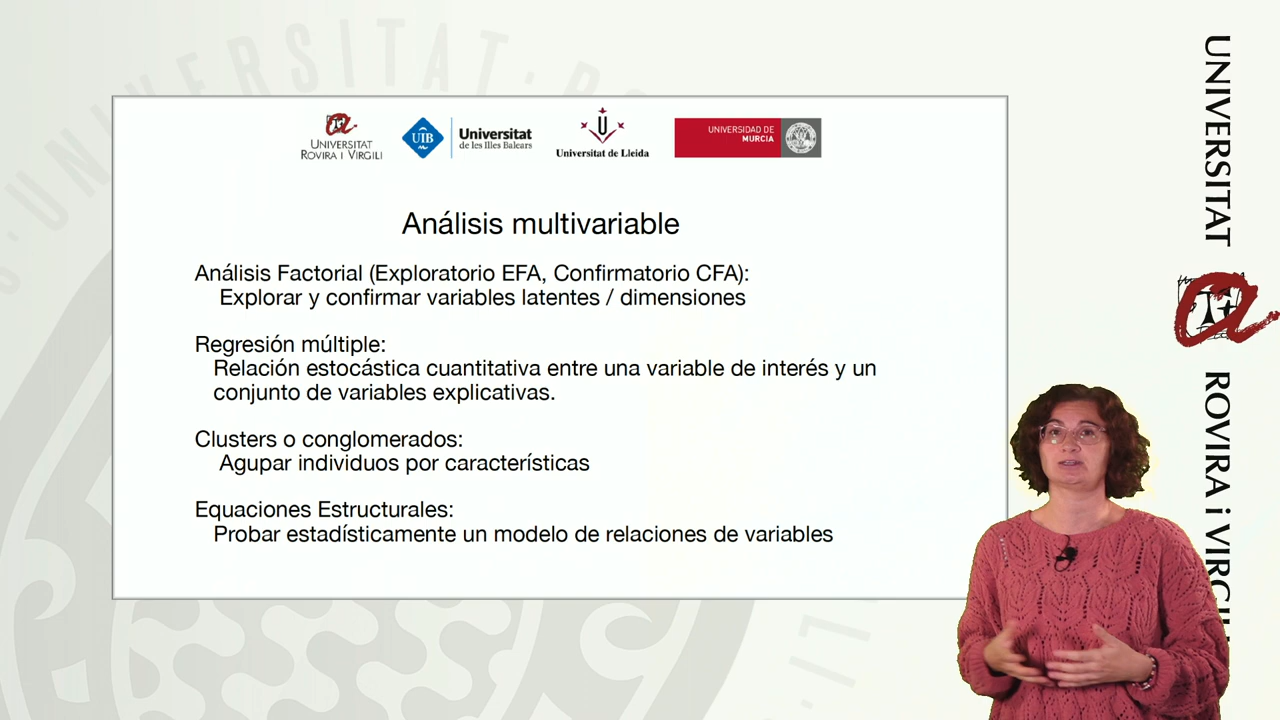 UNIVERSITAT
ROVIRA I VIRGILI
UIB
Universitat
de les Illes Balears
U
Universitat de Lleida
UNIVERSIDAD DE
MURCIA
Análisis multivariable
Análisis Factorial (Exploratorio EFA, Confirmatorio CFA):
Explorar y confirmar variables latentes / dimensiones
Regresión múltiple:
Relación estocástica cuantitativa entre una variable de interés y un
conjunto de variables explicativas.
Clusters o conglomerados:
Agupar individuos por características
Equaciones Estructurales:
Probar estadísticamente un modelo de relaciones de variables
UNIVERSITAT
ROVIRA i VIRGILI